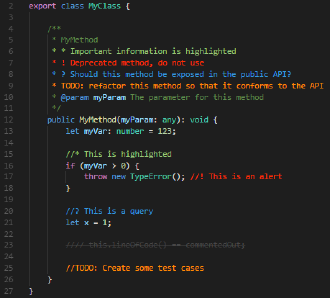 2 export class MyClass {
3
4 /**
5 * MyMethod
6 * * Important information is highlighted
7 * ! Deprecated method, do not use
8 * ? Should this method be exposed in the public API?
9 * TODO: refactor this method so that it conforms to the API
10 * @param myParam The parameter for this method
11 */
12 public MyMethod(myParam: any): void {
13 let myVar: number = 123;
14
15 //* This is highlighted
16 if (myVar > 0) {
17 throw new TypeError(); //! This is an alert
18 }
19
20 //? This is a query
21 let x = 1;
22
23 //// this.lineOfCode() == commentedOut;
24
25 //TODO: Create some test cases
26 }
27 }